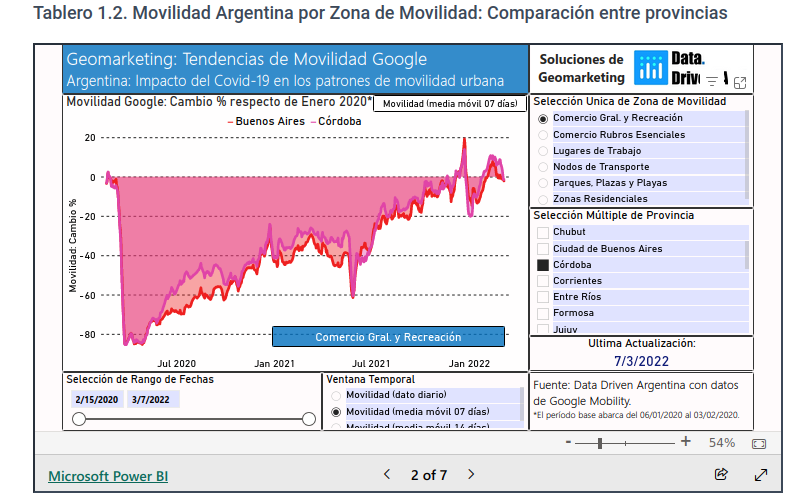 Tablero 1.2. Movilidad Argentina por Zona de Movilidad: Comparación entre provincias
Geomarketing: Tendencias de Movilidad Google
Argentina: Impacto del Covid-19 en los patrones de movilidad urbana
Soluciones de
Geomarketing
Data.
Driv
Movilidad Google: Cambio % respecto de Enero 2020*
Movilidad (media móvil 07 días)
Buenos Aires
Córdoba
Movilidad: Cambio %
20
0
-20
-40
-60
-80
Comercio Gral. y Recreación
Jul 2020
Jan 2021
Jul 2021
Jan 2022
Selección Unica de Zona de Movilidad
Comercio Gral. y Recreación
Comercio Rubros Esenciales
Lugares de Trabajo
Nodos de Transporte
Parques, Plazas y Playas
Zonas Residenciales
Selección Múltiple de Provincia
Chubut
Ciudad de Buenos Aires
Córdoba
Corrientes
Entre Ríos
Formosa
Jujuy
Ultima Actualización:
7/3/2022
Selección de Rango de Fechas
2/15/2020
3/7/2022
Ventana Temporal
Movilidad (dato diario)
Movilidad (media móvil 07 días)
Movilidad (media móvil 14 días)
Fuente: Data Driven Argentina con datos
de Google Mobility.
*El período base abarca del 06/01/2020 al 03/02/2020.
- + 54%
Microsoft Power BI
< 2 of 7 >